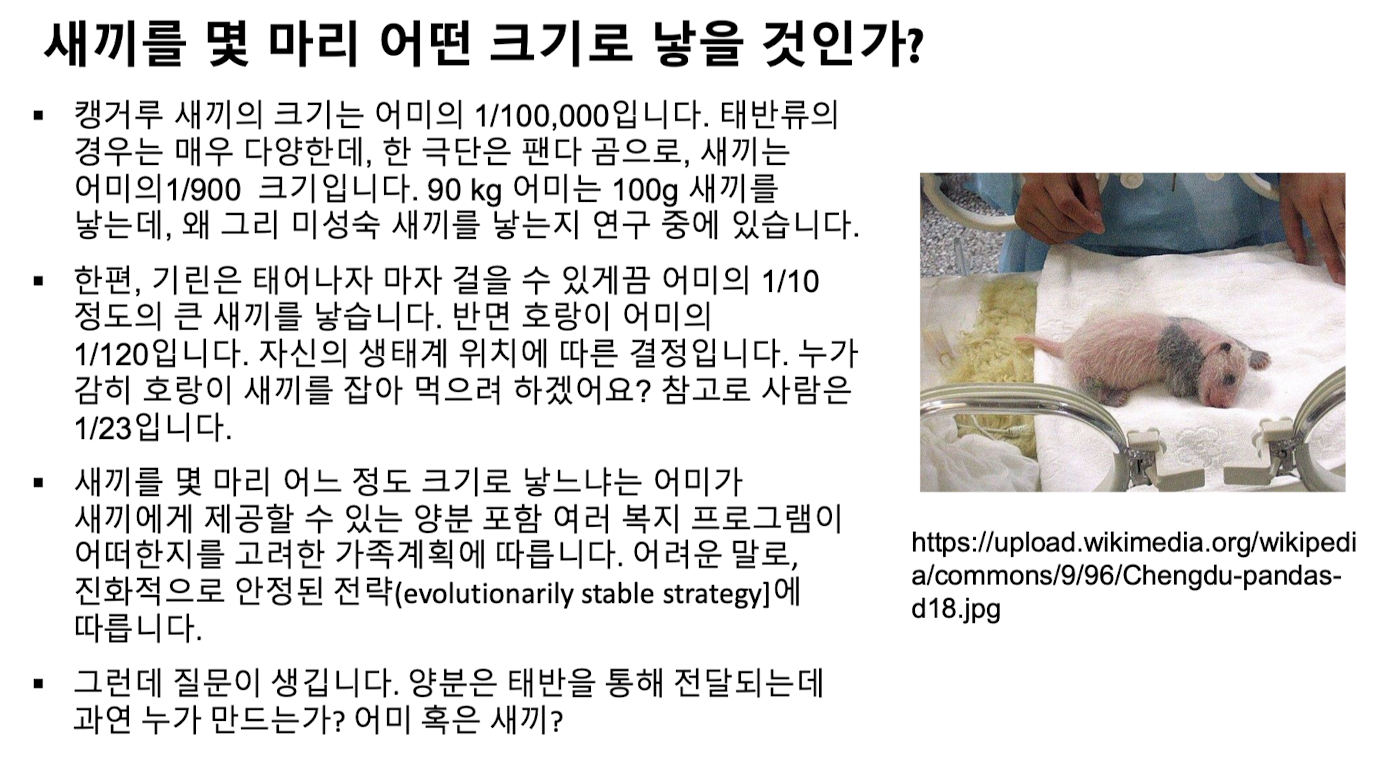 새끼를 몇 마리 어떤 크기로 낳을 것인가?
▪ 캥거루 새끼의 크기는 어미의 1/100,000입니다. 태반류의
경우는 매우 다양한데, 한 극단은 팬다 곰으로, 새끼는
어미의1/900  크기입니다. 90 kg 어미는 100g 새끼를
낳는데, 왜 그리 미성숙 새끼를 낳는지 연구 중에 있습니다.
▪ 한편, 기린은 태어나자 마자 걸을 수 있게끔 어미의 1/10
정도의 큰 새끼를 낳습니다. 반면 호랑이 어미의
1/120입니다. 자신의 생태계 위치에 따른 결정입니다. 누가
감히 호랑이 새끼를 잡아 먹으려 하겠어요? 참고로 사람은
1/23입니다.
▪ 새끼를 몇 마리 어느 정도 크기로 낳느냐는 어미가
새끼에게 제공할 수 있는 양분 포함 여러 복지 프로그램이
어떠한지를 고려한 가족계획에 따릅니다. 어려운 말로,
진화적으로 안정된 전략(evolutionarily stable strategy]에
따릅니다.
▪ 그런데 질문이 생깁니다. 양분은 태반을 통해 전달되는데
과연 누가 만드는가? 어미 혹은 새끼?
https://upload.wikimedia.org/wikipedi
a/commons/9/96/Chengdu-pandas-
d18.jpg